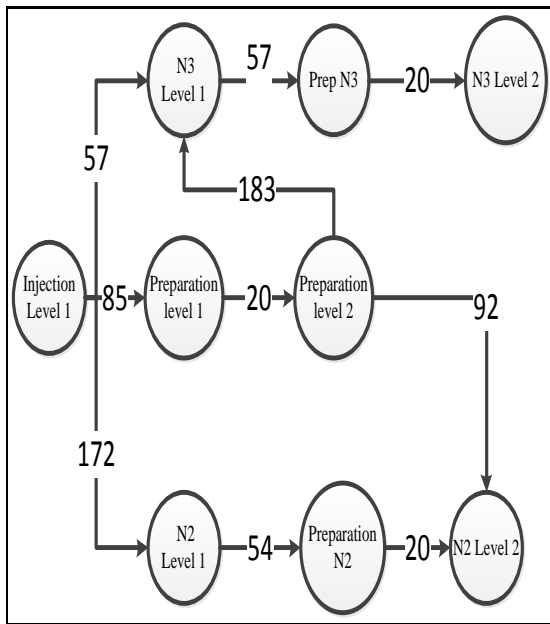 N3
Level 1
57
Prep N3
20
N3 Level 2
57
183
Injection
Level 1
85
Preparation
level 1
20
Preparation
level 2
92
172
N2
Level 1
54
Preparation
N2
20
N2 Level 2